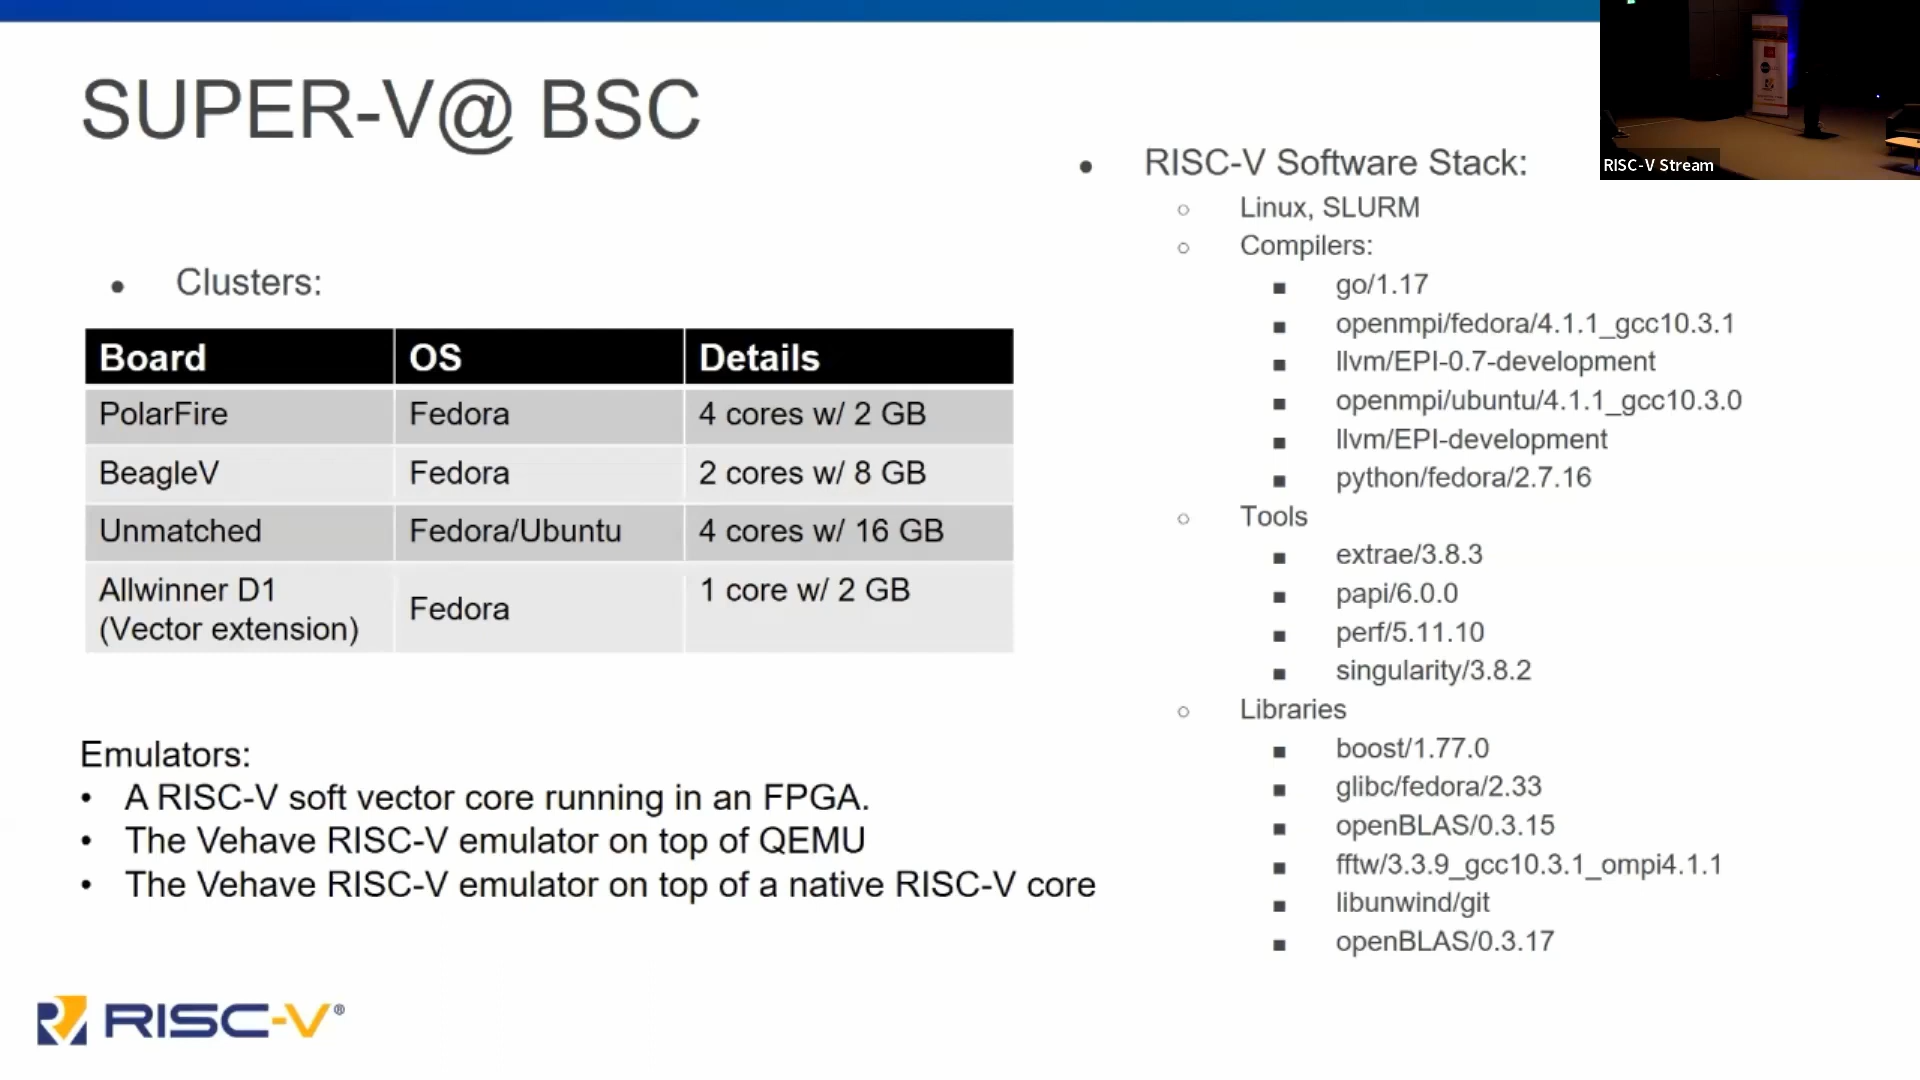 SUPER-V@ BSC
Clusters:
Board OS Details
PolarFire Fedora 4 cores w/ 2 GB
BeagleV Fedora 2 cores w/ 8 GB
Unmatched Fedora/Ubuntu 4 cores w/ 16 GB
Allwinner D1
(Vector extension) Fedora 1 core w/ 2 GB
Emulators:
• A RISC-V soft vector core running in an FPGA.
• The Vehave RISC-V emulator on top of QEMU
• The Vehave RISC-V emulator on top of a native RISC-V core
RISC-V Software Stack:
Linux, SLURM
Compilers:
go/1.17
openmpi/fedora/4.1.1_gcc10.3.1
llvm/EPI-0.7-development
openmpi/ubuntu/4.1.1_gcc10.3.0
llvm/EPI-development
python/fedora/2.7.16
Tools
extrae/3.8.3
papi/6.0.0
perf/5.11.10
singularity/3.8.2
Libraries
boost/1.77.0
glibc/fedora/2.33
openBLAS/0.3.15
fftw/3.3.9_gcc10.3.1_ompi4.1.1
libunwind/git
openBLAS/0.3.17
RISC-V Stream
RISC-V®